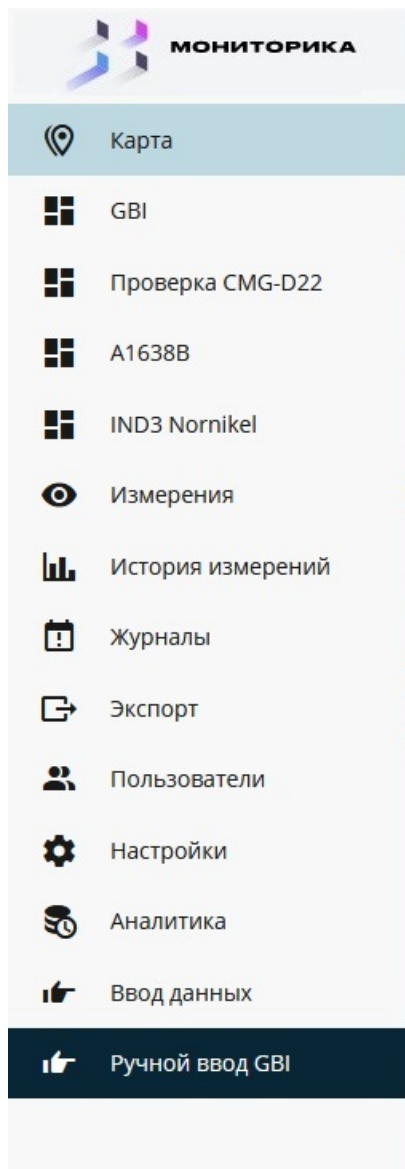 МОНИТОРИКА
Карта
GBI
Проверка CMG-D22
A1638B
IND3 Nornikel
Измерения
История измерений
Журналы
Экспорт
Пользователи
Настройки
Аналитика
Ввод данных
Ручной ввод GBI